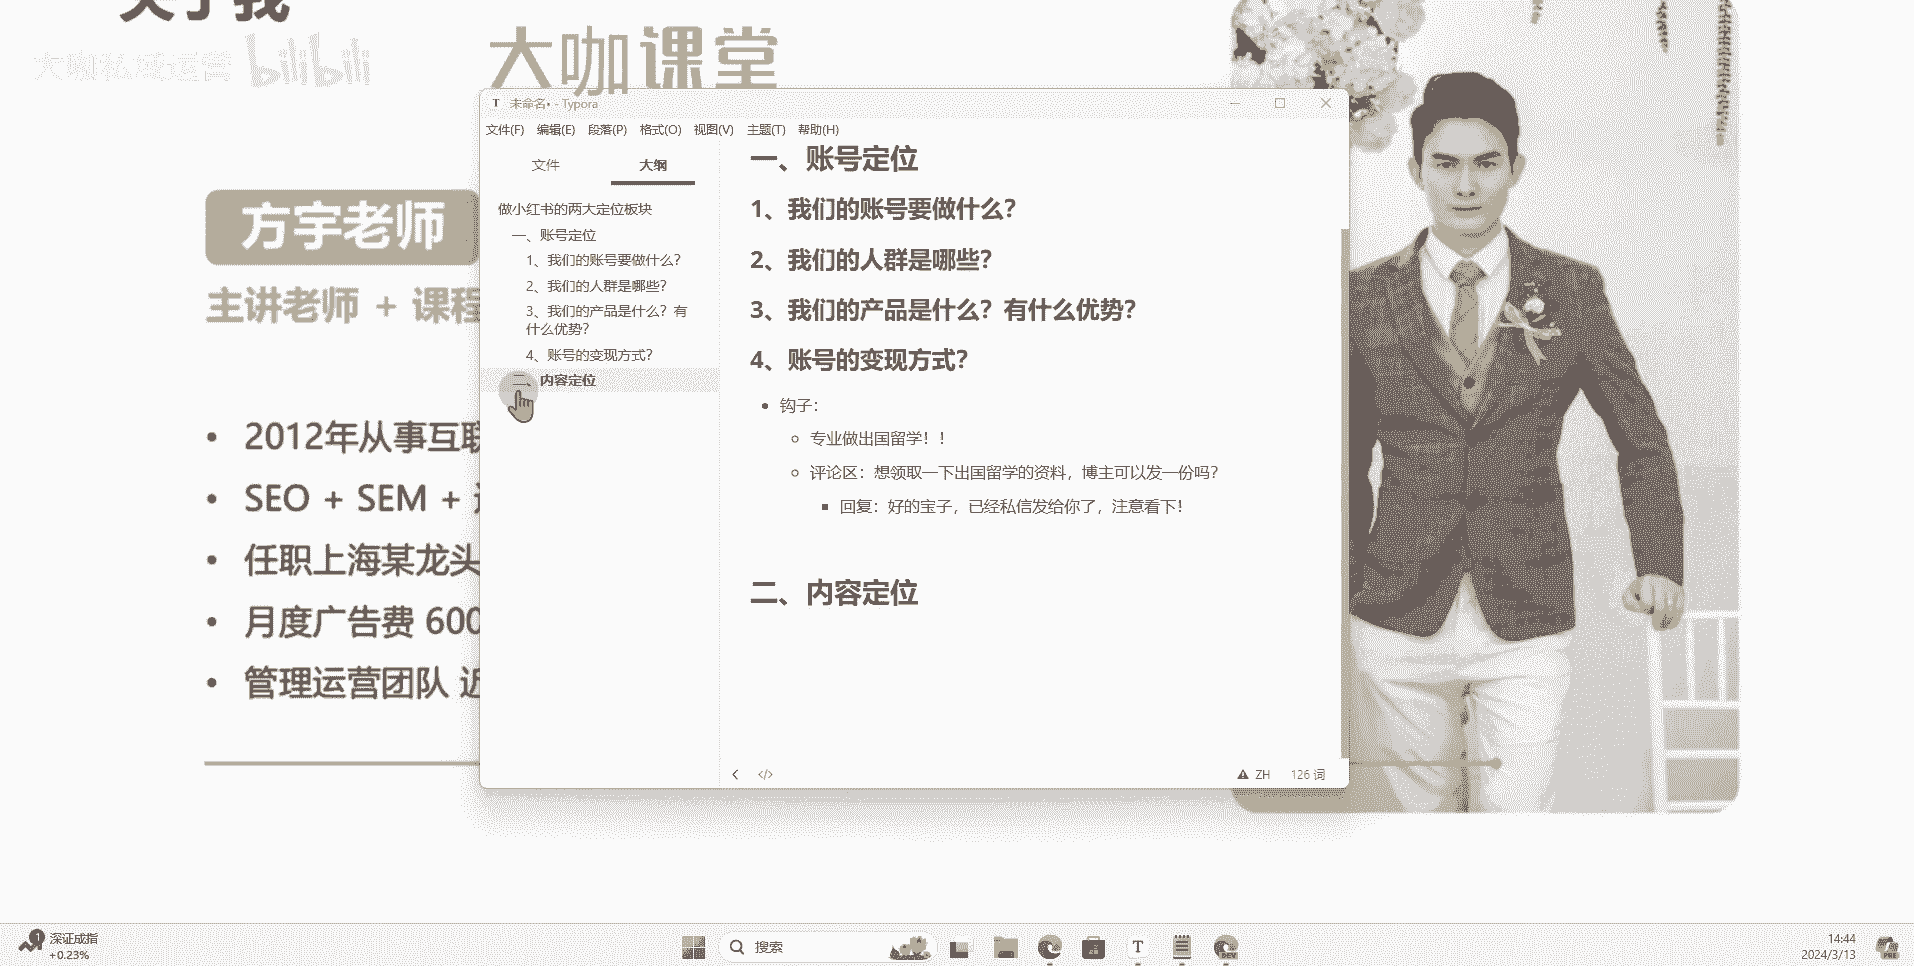 关于我
大咖私域运营 bilibili
大咖课堂
未命名• - Typora
文件(F) 编辑(E) 段落(P) 格式(O) 视图(V) 主题(T) 帮助(H)
文件 大纲
做小红书的两大定位板块
一、账号定位
1、我们的账号要做什么？
2、我们的人群是哪些？
3、我们的产品是什么？有
什么优势？
4、账号的变现方式？
二、内容定位
一、账号定位
1、我们的账号要做什么？
2、我们的人群是哪些？
3、我们的产品是什么？有什么优势？
4、账号的变现方式？
• 钩子：
专业做出国留学！！
评论区：想领取一下出国留学的资料，博主可以发一份吗？
回复：好的宝子，已经私信发给你了，注意看下！
二、内容定位
</> ZH 126 词
方宇老师
主讲老师 + 课程
• 2012年从事互联
• SEO + SEM +
• 任职上海某龙头
• 月度广告费 600
• 管理运营团队 近
1 深证成指
+0.23%
搜索
T
DEV
14:44
2024/3/13
PRE